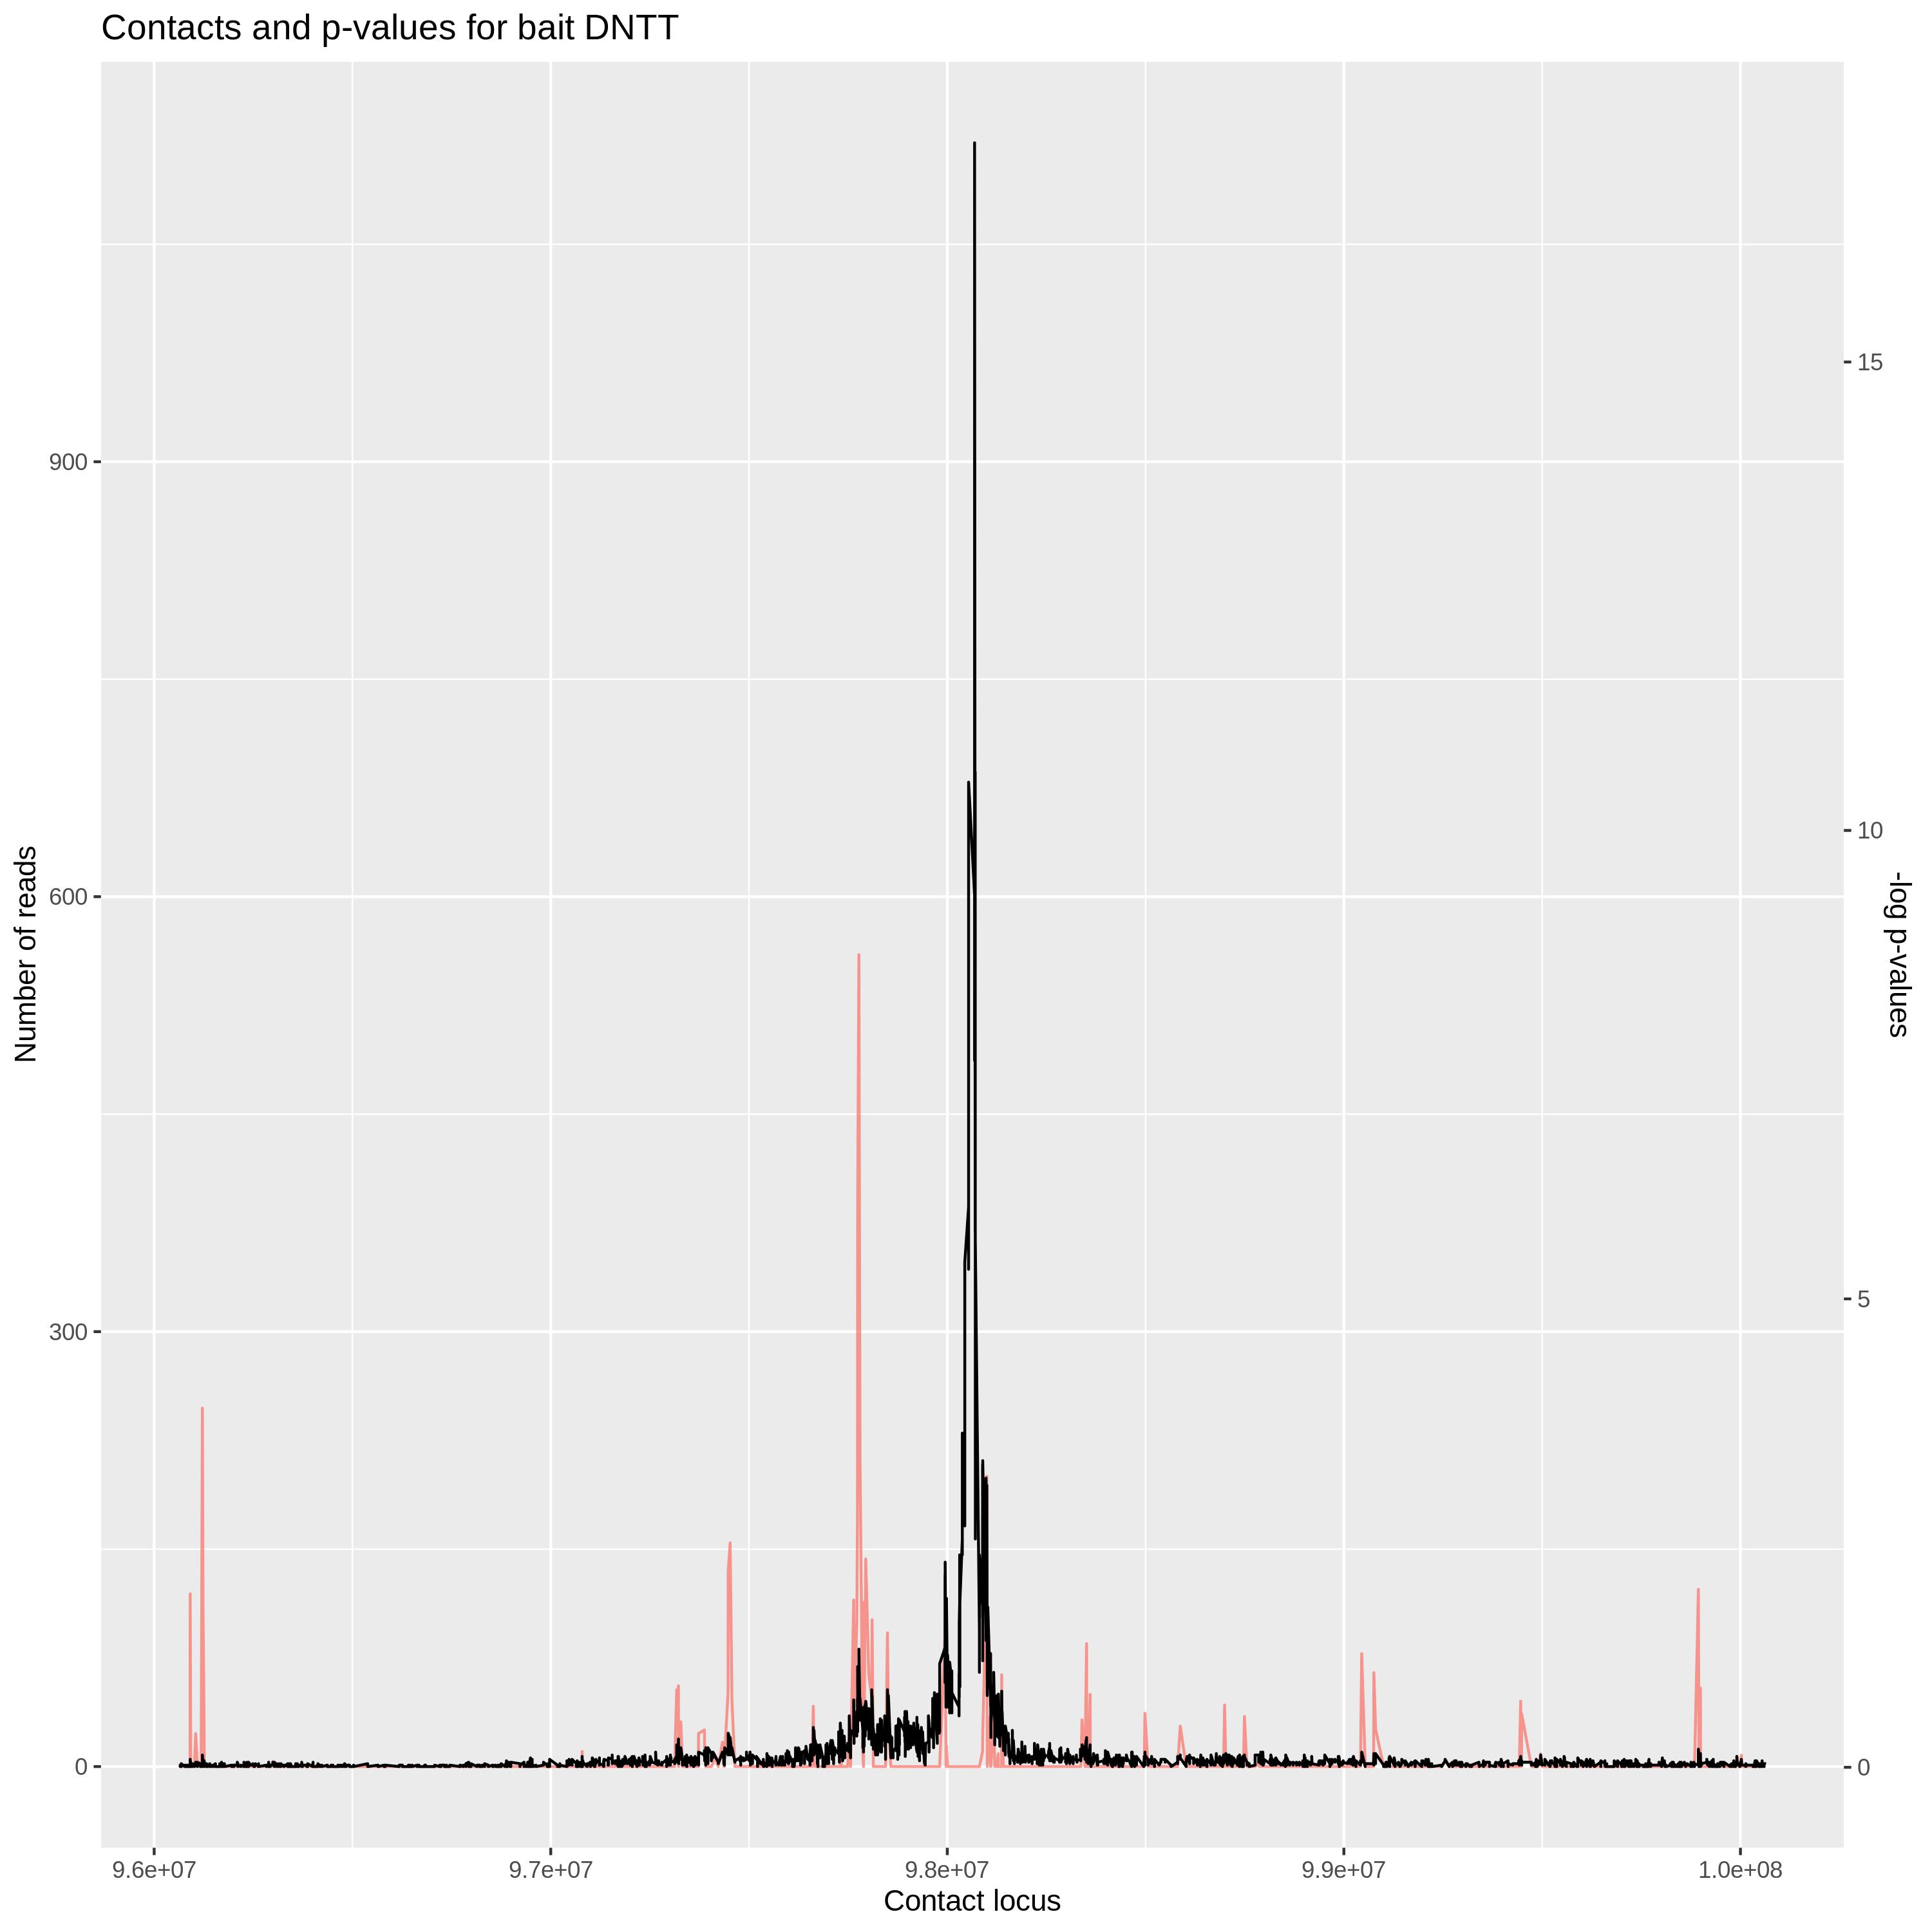 Contacts and p-values for bait DNTT
Number of reads
900
600
300
0
15
10
5
0
-log p-values
9.6e+07
9.7e+07
9.8e+07
9.9e+07
1.0e+08
Contact locus